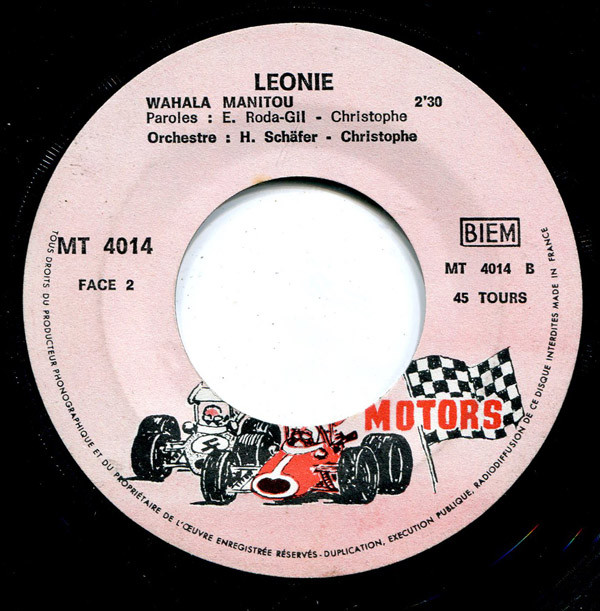 LEONIE
WAHALA MANITOU 2'30
Paroles : E. Roda-Gil - Christophe
Orchestre : H. Schäfer - Christophe
MT 4014
FACE 2
BIEM
MT 4014 B
45 TOURS
MOTORS
TOUS DROITS DU PRODUCTEUR PHONOGRAPHIQUE ET DU PROPRIÉTAIRE DE L'ŒUVRE ENREGISTRÉE RÉSERVÉS - DUPLICATION, EXECUTION PUBLIQUE, RADIODIFFUSION DE CE DISQUE INTERDITES MADE IN FRANCE